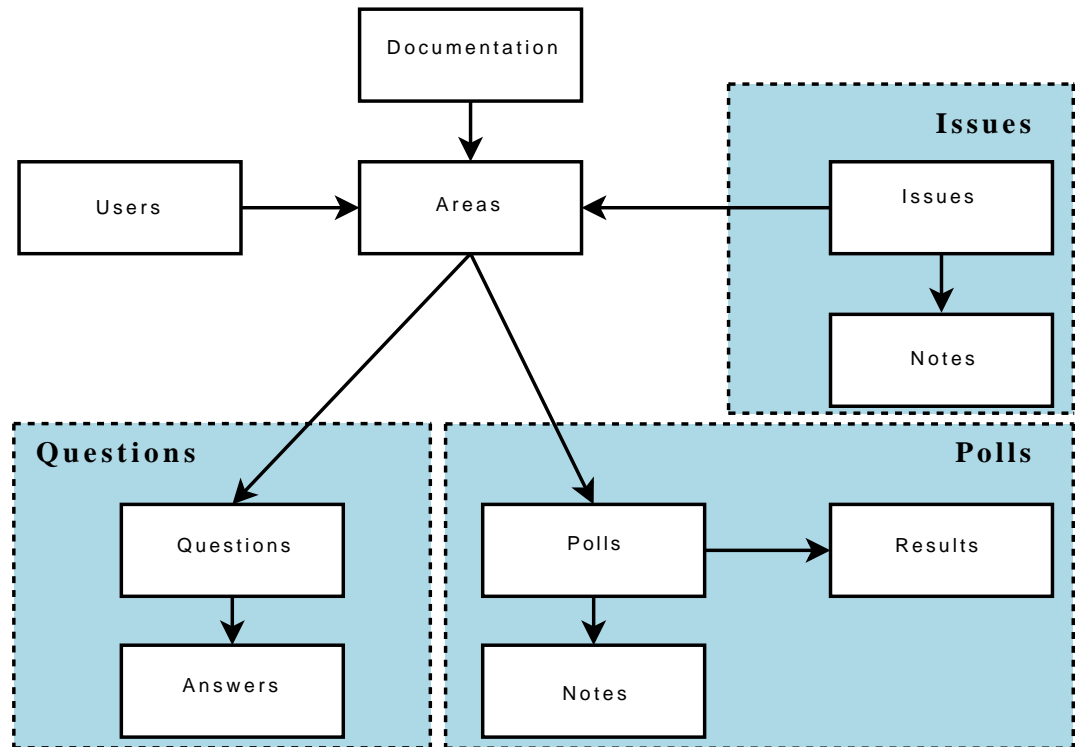 Documentation
Issues
Users
Areas
Issues
Notes
Questions
Polls
Questions
Polls
Results
Answers
Notes